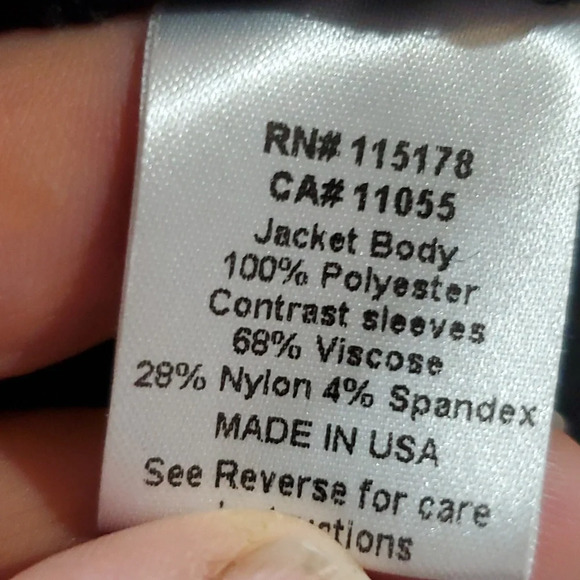 RN# 115178
CA# 11055
Jacket Body
100% Polyester
Contrast sleeves
68% Viscose
28% Nylon 4% Spandex
MADE IN USA
See Reverse for care